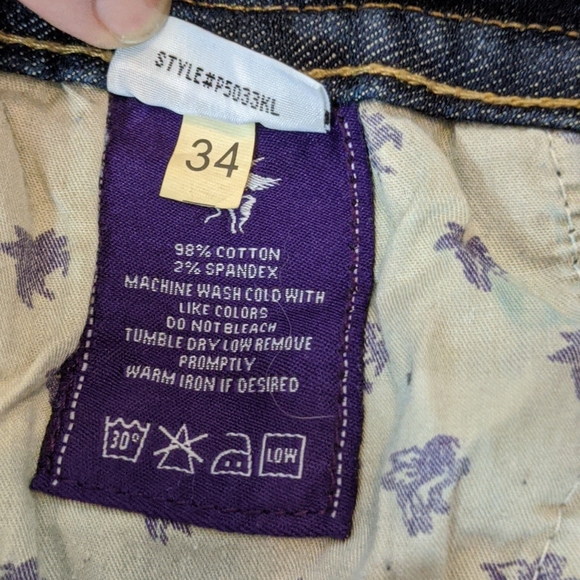 STYLE#P5033KL
34
98% COTTON
2% SPANDEX
MACHINE WASH COLD WITH
LIKE COLORS
DO NOT BLEACH
TUMBLE DRY LOW REMOVE
PROMPTLY
WARM IRON IF DESIRED
30° LOW